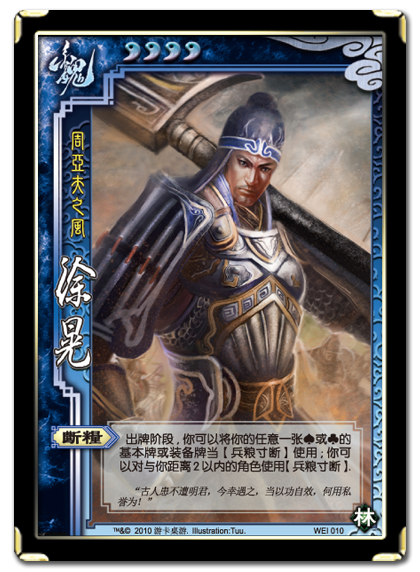 魏
周亞夫之風
徐晃
斷糧
出牌阶段，你可以将你的任意一张♠或♣的
基本牌或装备牌当【兵粮寸断】使用；你可
以对与你距离2以内的角色使用【兵粮寸断】.
“古人患不遭明君，今幸遇之，当以功自效，何用私
誉为！”
™&© 2010 游卡桌游. Illustration:Tuu.
WEI 010
林